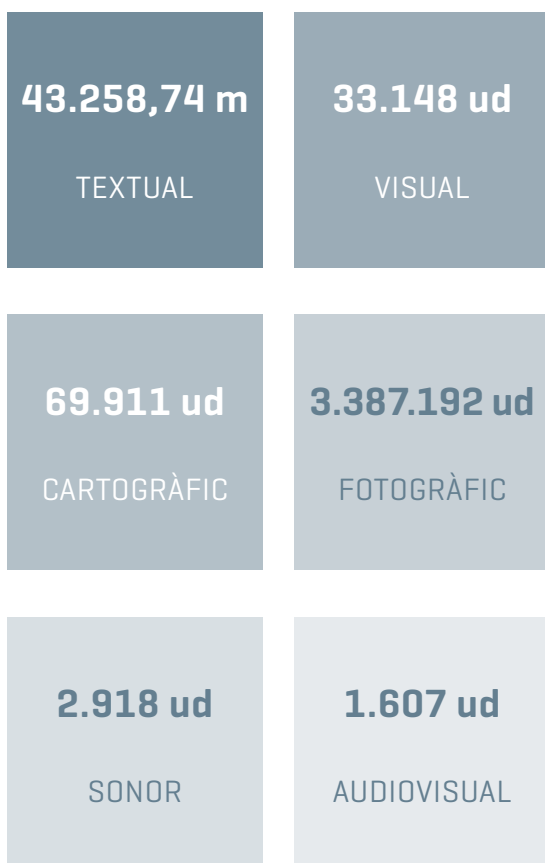 43.258,74 m
TEXTUAL
33.148 ud
VISUAL
69.911 ud
CARTOGRÀFIC
3.387.192 ud
FOTOGRÀFIC
2.918 ud
SONOR
1.607 ud
AUDIOVISUAL